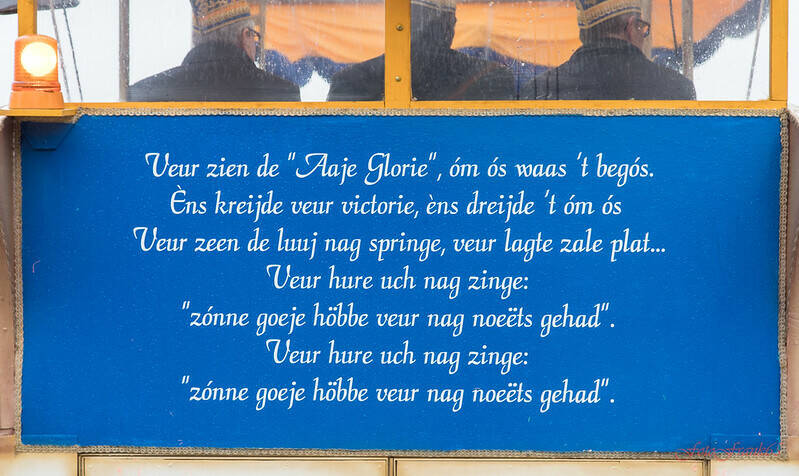 Veur zien de "Aaje Glorie", óm ós waas 't begós.
Èns kreijde veur victorie, èns dreijde 't óm ós
Veur zeen de luuj nag springe, veur lagte zale plat...
Veur hure uch nag zinge:
"zónne goeje höbbe veur nag noeëts gehad".
Veur hure uch nag zinge:
"zónne goeje höbbe veur nag noeëts gehad".